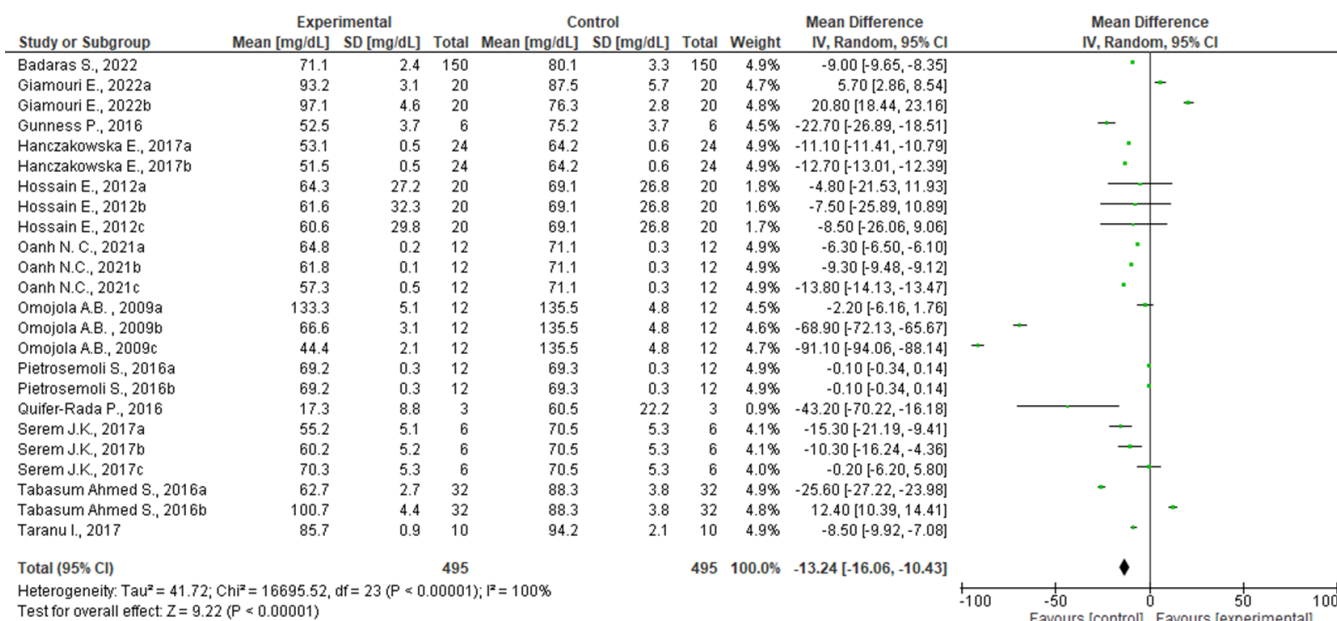 Experimental Control Mean Difference Mean Difference
Study or Subgroup Mean [mg/dL] SD [mg/dL] Total Mean [mg/dL] SD [mg/dL] Total Weight IV, Random, 95% CI IV, Random, 95% CI
Badaras S., 2022 71.1 2.4 150 80.1 3.3 150 4.9% -9.00 [-9.65, -8.35]
Giamouri E., 2022a 93.2 3.1 20 87.5 5.7 20 4.7% 5.70 [2.86, 8.54]
Giamouri E., 2022b 97.1 4.6 20 76.3 2.8 20 4.8% 20.80 [18.44, 23.16]
Gunness P., 2016 52.5 3.7 6 75.2 3.7 6 4.5% -22.70 [-26.89, -18.51]
Hanczakowska E., 2017a 53.1 0.5 24 64.2 0.6 24 4.9% -11.10 [-11.41, -10.79]
Hanczakowska E., 2017b 51.5 0.5 24 64.2 0.6 24 4.9% -12.70 [-13.01, -12.39]
Hossain E., 2012a 64.3 27.2 20 69.1 26.8 20 1.8% -4.80 [-21.53, 11.93]
Hossain E., 2012b 61.6 32.3 20 69.1 26.8 20 1.6% -7.50 [-25.89, 10.89]
Hossain E., 2012c 60.6 29.8 20 69.1 26.8 20 1.7% -8.50 [-26.06, 9.06]
Oanh N. C., 2021a 64.8 0.2 12 71.1 0.3 12 4.9% -6.30 [-6.50, -6.10]
Oanh N.C., 2021b 61.8 0.1 12 71.1 0.3 12 4.9% -9.30 [-9.48, -9.12]
Oanh N.C., 2021c 57.3 0.5 12 71.1 0.3 12 4.9% -13.80 [-14.13, -13.47]
Omojola A.B. , 2009a 133.3 5.1 12 135.5 4.8 12 4.5% -2.20 [-6.16, 1.76]
Omojola A.B. , 2009b 66.6 3.1 12 135.5 4.8 12 4.6% -68.90 [-72.13, -65.67]
Omojola A.B. , 2009c 44.4 2.1 12 135.5 4.8 12 4.7% -91.10 [-94.06, -88.14]
Pietrosemoli S., 2016a 69.2 0.3 12 69.3 0.3 12 4.9% -0.10 [-0.34, 0.14]
Pietrosemoli S., 2016b 69.2 0.3 12 69.3 0.3 12 4.9% -0.10 [-0.34, 0.14]
Quifer-Rada P., 2016 17.3 8.8 3 60.5 22.2 3 0.9% -43.20 [-70.22, -16.18]
Serem J.K., 2017a 55.2 5.1 6 70.5 5.3 6 4.1% -15.30 [-21.19, -9.41]
Serem J.K., 2017b 60.2 5.2 6 70.5 5.3 6 4.0% -10.30 [-16.24, -4.36]
Serem J.K., 2017c 70.3 5.3 6 70.5 5.3 6 4.0% -0.20 [-6.20, 5.80]
Tabasum Ahmed S., 2016a 62.7 2.7 32 88.3 3.8 32 4.9% -25.60 [-27.22, -23.98]
Tabasum Ahmed S., 2016b 100.7 4.4 32 88.3 3.8 32 4.8% 12.40 [10.39, 14.41]
Taranu I., 2017 85.7 0.9 10 94.2 2.1 10 4.9% -8.50 [-9.92, -7.08]
Total (95% CI) 495 495 100.0% -13.24 [-16.06, -10.43]
Heterogeneity: Tau² = 41.72; Chi² = 16695.52, df = 23 (P < 0.00001); I² = 100%
Test for overall effect: Z = 9.22 (P < 0.00001)
-100 -50 0 50 100
Favours [control] Favours [experimental]